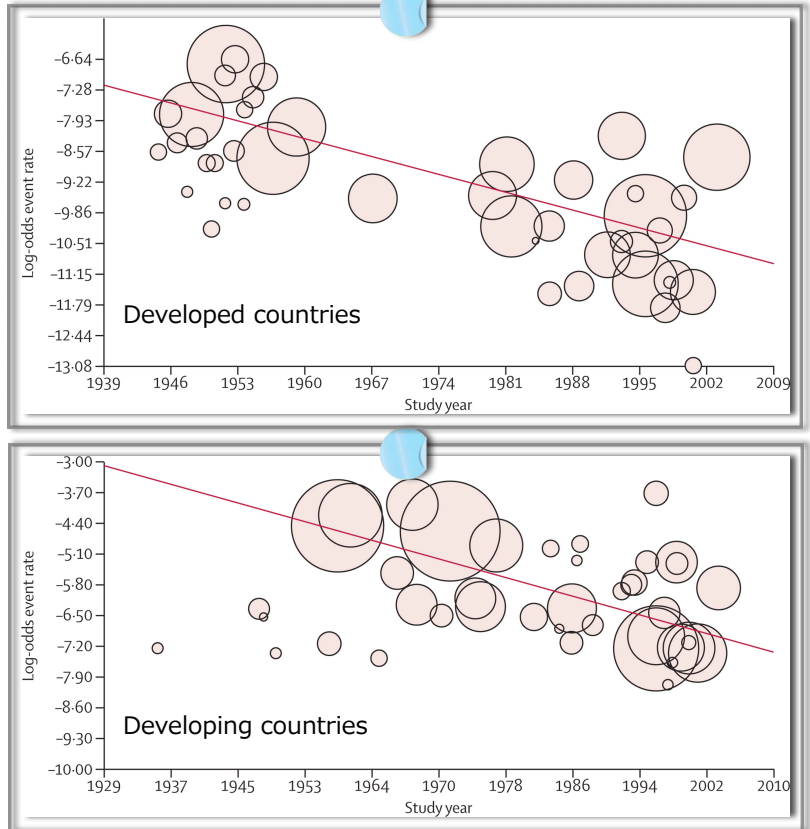 Log-odds event rate
–6·64
–7·28
–7·93
–8·57
–9·22
–9·86
–10·51
–11·15
–11·79
–12·44
–13·08
Developed countries
1939 1946 1953 1960 1967 1974 1981 1988 1995 2002 2009
Study year
Log-odds event rate
–3·00
–3·70
–4·40
–5·10
–5·80
–6·50
–7·20
–7·90
–8·60
–9·30
–10·00
Developing countries
1929 1937 1945 1953 1964 1970 1978 1986 1994 2002 2010
Study year